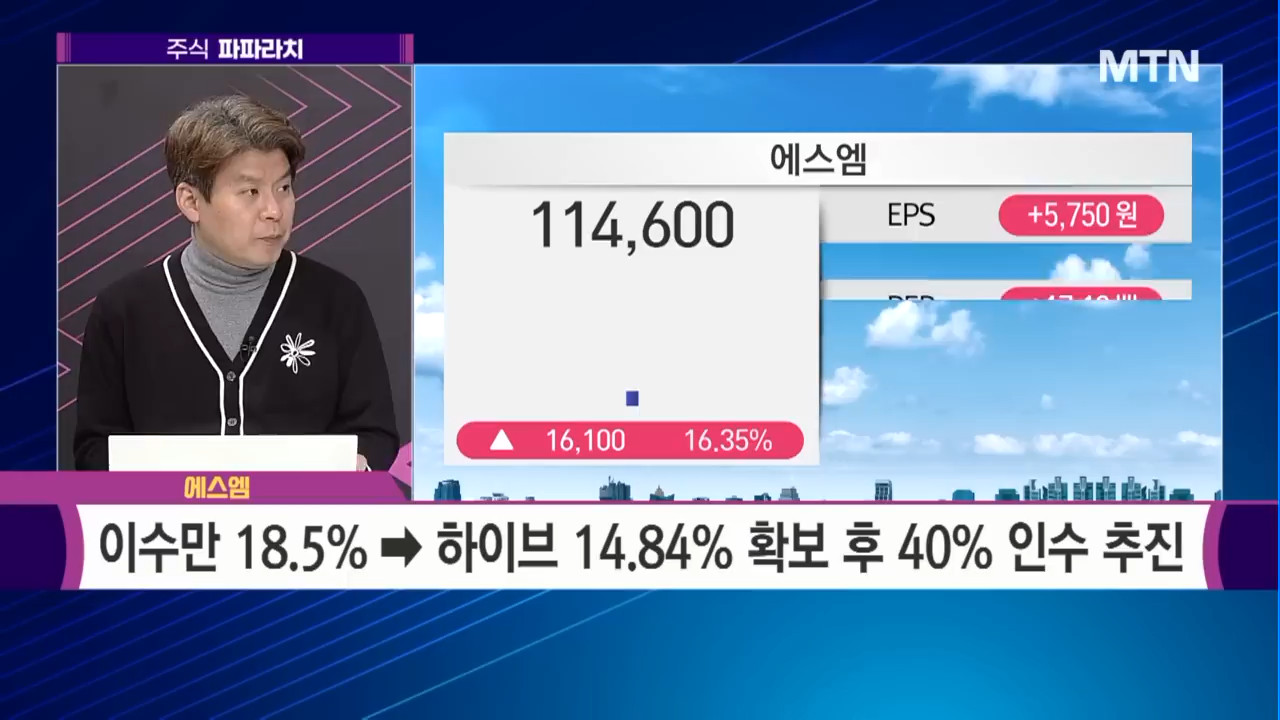 주식 파파라치
MTN
에스엠
114,600
EPS +5,750 원
▲ 16,100 16.35%
에스엠
이수만 18.5% ➡ 하이브 14.84% 확보 후 40% 인수 추진